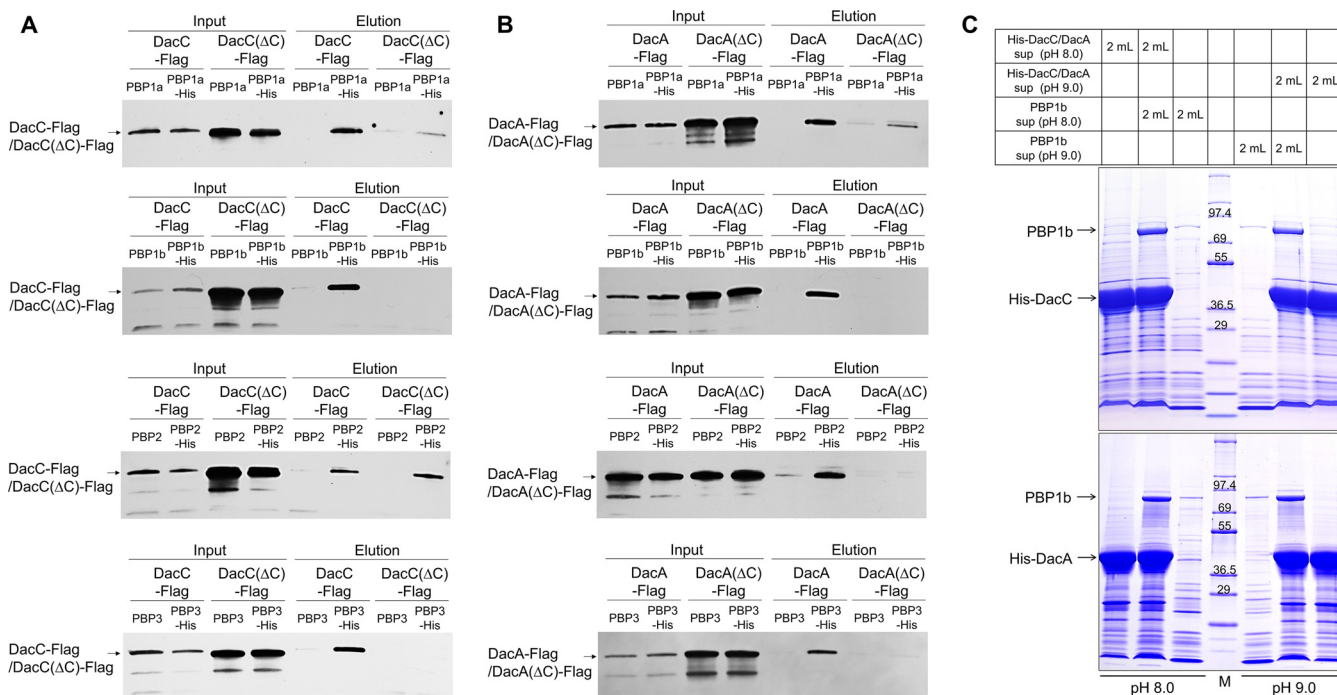 A
Input
Elution
DacC
-Flag
DacC(ΔC)
-Flag
DacC
-Flag
DacC(ΔC)
-Flag
PBP1a
PBP1a
-His
PBP1a
PBP1a
-His
PBP1a
PBP1a
-His
PBP1a
PBP1a
-His
DacC-Flag
/DacC(ΔC)-Flag
Input
Elution
DacC
-Flag
DacC(ΔC)
-Flag
DacC
-Flag
DacC(ΔC)
-Flag
PBP1b
PBP1b
-His
PBP1b
PBP1b
-His
PBP1b
PBP1b
-His
PBP1b
PBP1b
-His
DacC-Flag
/DacC(ΔC)-Flag
Input
Elution
DacC
-Flag
DacC(ΔC)
-Flag
DacC
-Flag
DacC(ΔC)
-Flag
PBP2
PBP2
-His
PBP2
PBP2
-His
PBP2
PBP2
-His
PBP2
PBP2
-His
DacC-Flag
/DacC(ΔC)-Flag
Input
Elution
DacC
-Flag
DacC(ΔC)
-Flag
DacC
-Flag
DacC(ΔC)
-Flag
PBP3
PBP3
-His
PBP3
PBP3
-His
PBP3
PBP3
-His
PBP3
PBP3
-His
DacC-Flag
/DacC(ΔC)-Flag
B
Input
Elution
DacA
-Flag
DacA(ΔC)
-Flag
DacA
-Flag
DacA(ΔC)
-Flag
PBP1a
PBP1a
-His
PBP1a
PBP1a
-His
PBP1a
PBP1a
-His
PBP1a
PBP1a
-His
DacA-Flag
/DacA(ΔC)-Flag
Input
Elution
DacA
-Flag
DacA(ΔC)
-Flag
DacA
-Flag
DacA(ΔC)
-Flag
PBP1b
PBP1b
-His
PBP1b
PBP1b
-His
PBP1b
PBP1b
-His
PBP1b
PBP1b
-His
DacA-Flag
/DacA(ΔC)-Flag
Input
Elution
DacA
-Flag
DacA(ΔC)
-Flag
DacA
-Flag
DacA(ΔC)
-Flag
PBP2
PBP2
-His
PBP2
PBP2
-His
PBP2
PBP2
-His
PBP2
PBP2
-His
DacA-Flag
/DacA(ΔC)-Flag
Input
Elution
DacA
-Flag
DacA(ΔC)
-Flag
DacA
-Flag
DacA(ΔC)
-Flag
PBP3
PBP3
-His
PBP3
PBP3
-His
PBP3
PBP3
-His
PBP3
PBP3
-His
DacA-Flag
/DacA(ΔC)-Flag
C
His-DacC/DacA
sup (pH 8.0)
2 mL 2 mL
His-DacC/DacA
sup (pH 9.0)
2 mL 2 mL
PBP1b
sup (pH 8.0)
2 mL 2 mL
PBP1b
sup (pH 9.0)
2 mL 2 mL
97.4
PBP1b
69
55
His-DacC
36.5
29
97.4
PBP1b
69
55
His-DacA
36.5
29
pH 8.0 M pH 9.0